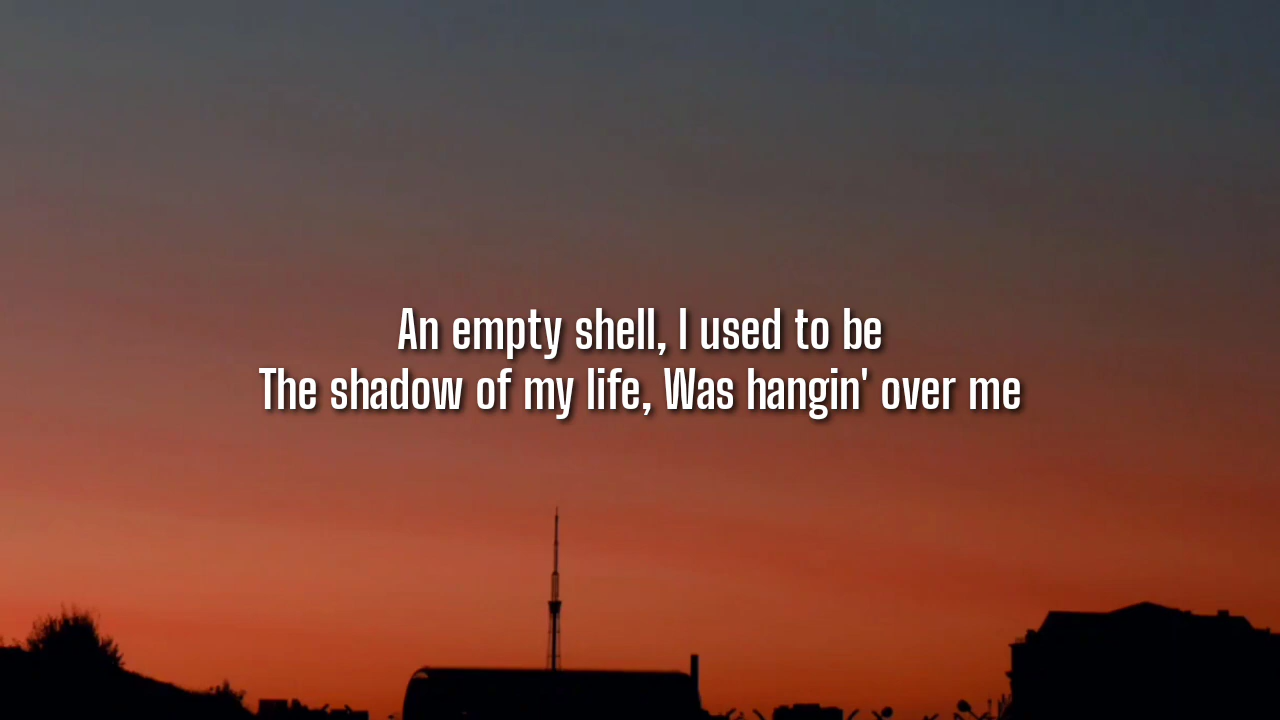 An empty shell, I used to be
The shadow of my life, Was hangin' over me